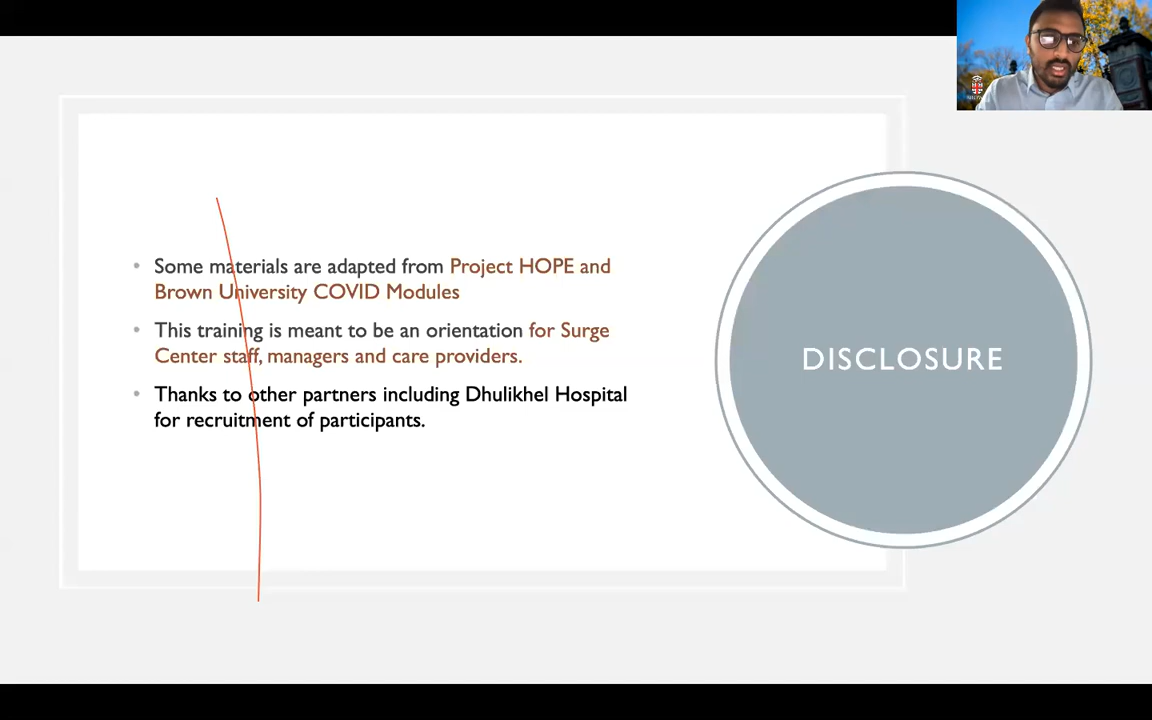 Some materials are adapted from Project HOPE and
Brown University COVID Modules
This training is meant to be an orientation for Surge
Center staff, managers and care providers.
Thanks to other partners including Dhulikhel Hospital
for recruitment of participants.
DISCLOSURE